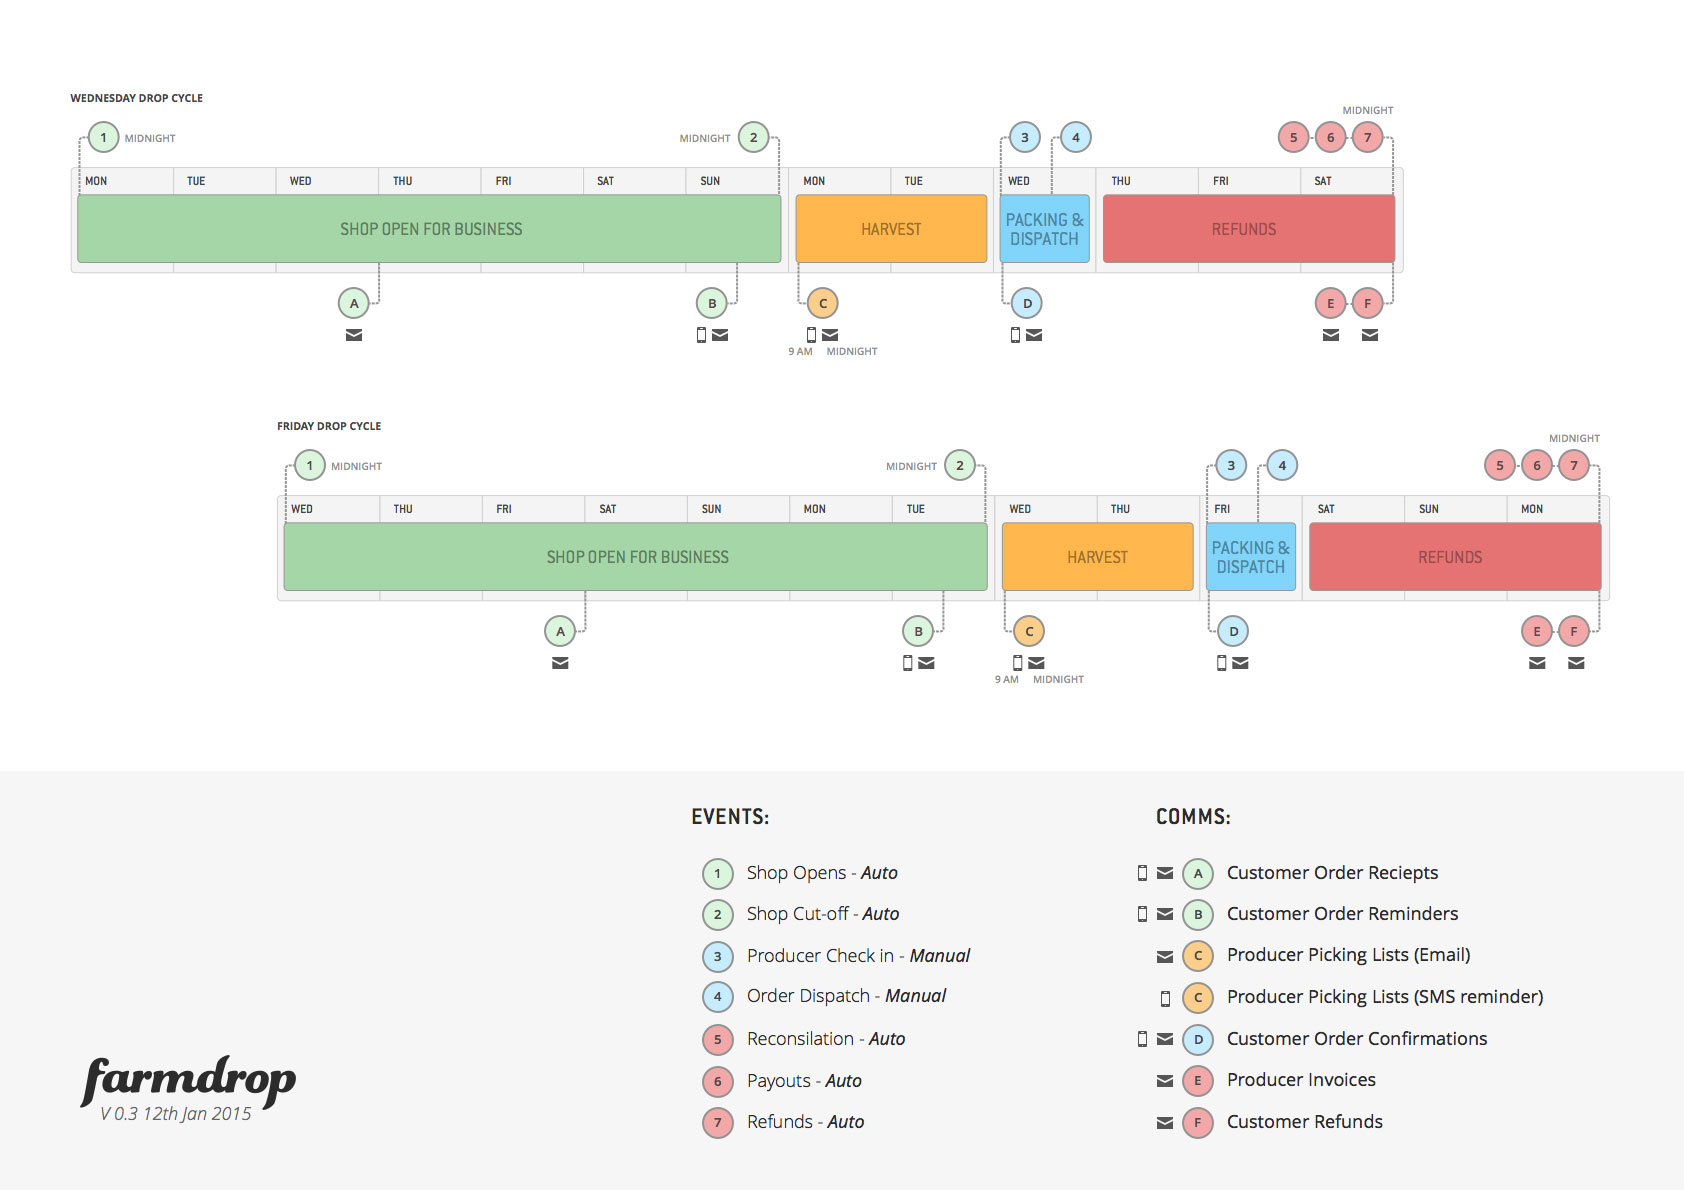 WEDNESDAY DROP CYCLE
MIDNIGHT
1 MIDNIGHT MIDNIGHT 2 3 4 5 6 7
MON TUE WED THU FRI SAT SUN MON TUE WED THU FRI SAT
SHOP OPEN FOR BUSINESS HARVEST PACKING & DISPATCH REFUNDS
A B C D E F
9 AM MIDNIGHT
FRIDAY DROP CYCLE
MIDNIGHT
1 MIDNIGHT MIDNIGHT 2 3 4 5 6 7
WED THU FRI SAT SUN MON TUE WED THU FRI SAT SUN MON
SHOP OPEN FOR BUSINESS HARVEST PACKING & DISPATCH REFUNDS
A B C D E F
9 AM MIDNIGHT
EVENTS:
1 Shop Opens - Auto
2 Shop Cut-off - Auto
3 Producer Check in - Manual
4 Order Dispatch - Manual
5 Reconsilation - Auto
6 Payouts - Auto
7 Refunds - Auto
COMMS:
A Customer Order Reciepts
B Customer Order Reminders
C Producer Picking Lists (Email)
C Producer Picking Lists (SMS reminder)
D Customer Order Confirmations
E Producer Invoices
F Customer Refunds
farmdrop
V 0.3 12th Jan 2015